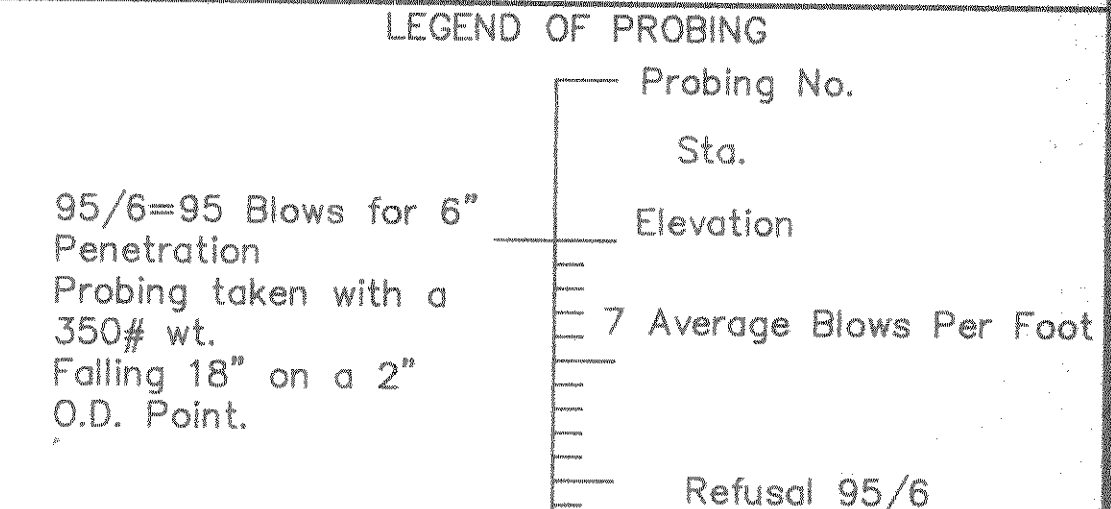 LEGEND OF PROBING
Probing No.
Sta.
Elevation
95/6=95 Blows for 6"
Penetration
Probing taken with a
350# wt.
Falling 18" on a 2"
O.D. Point.
7 Average Blows Per Foot
Refusal 95/6